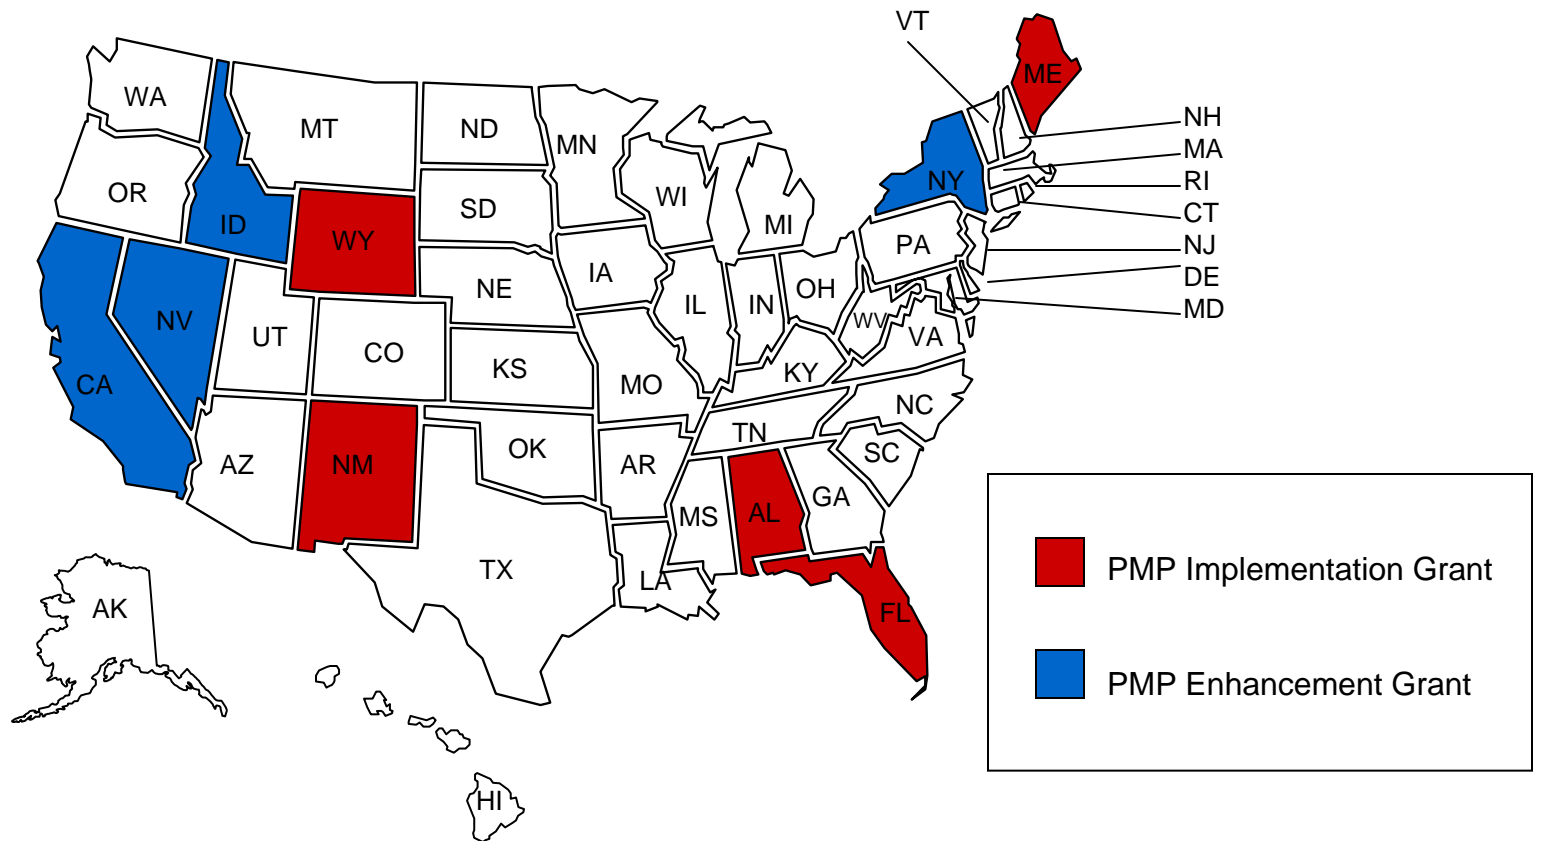 VT
ME
WA
MT
ND
MN
NH
MA
OR
ID
SD
WI
MI
NY
RI
CT
WY
NE
IA
PA
NJ
DE
NV
UT
CO
KS
IL
IN
OH
WV
VA
MD
CA
MO
KY
NC
AZ
NM
OK
AR
TN
SC
MS
AL
GA
TX
LA
FL
AK
HI
PMP Implementation Grant
PMP Enhancement Grant